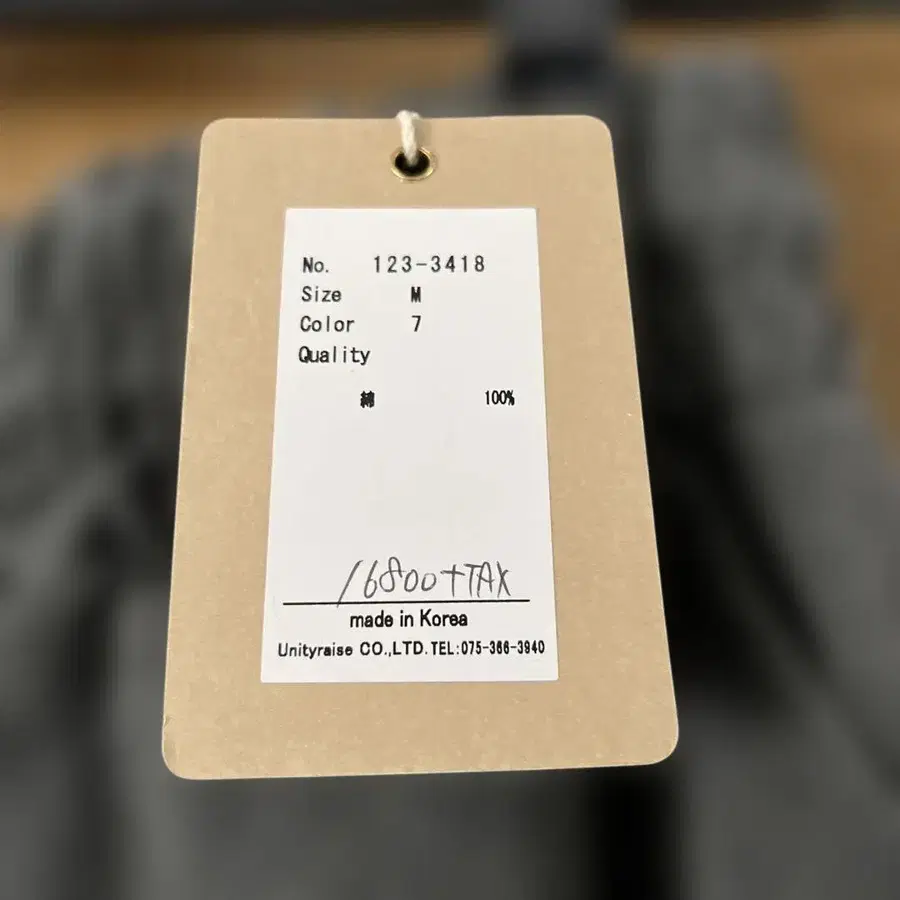 No. 123-3418
Size M
Color 7
Quality
綿 100%
16800+TAX
made in Korea
Unityraise CO.,LTD. TEL:075-366-3940